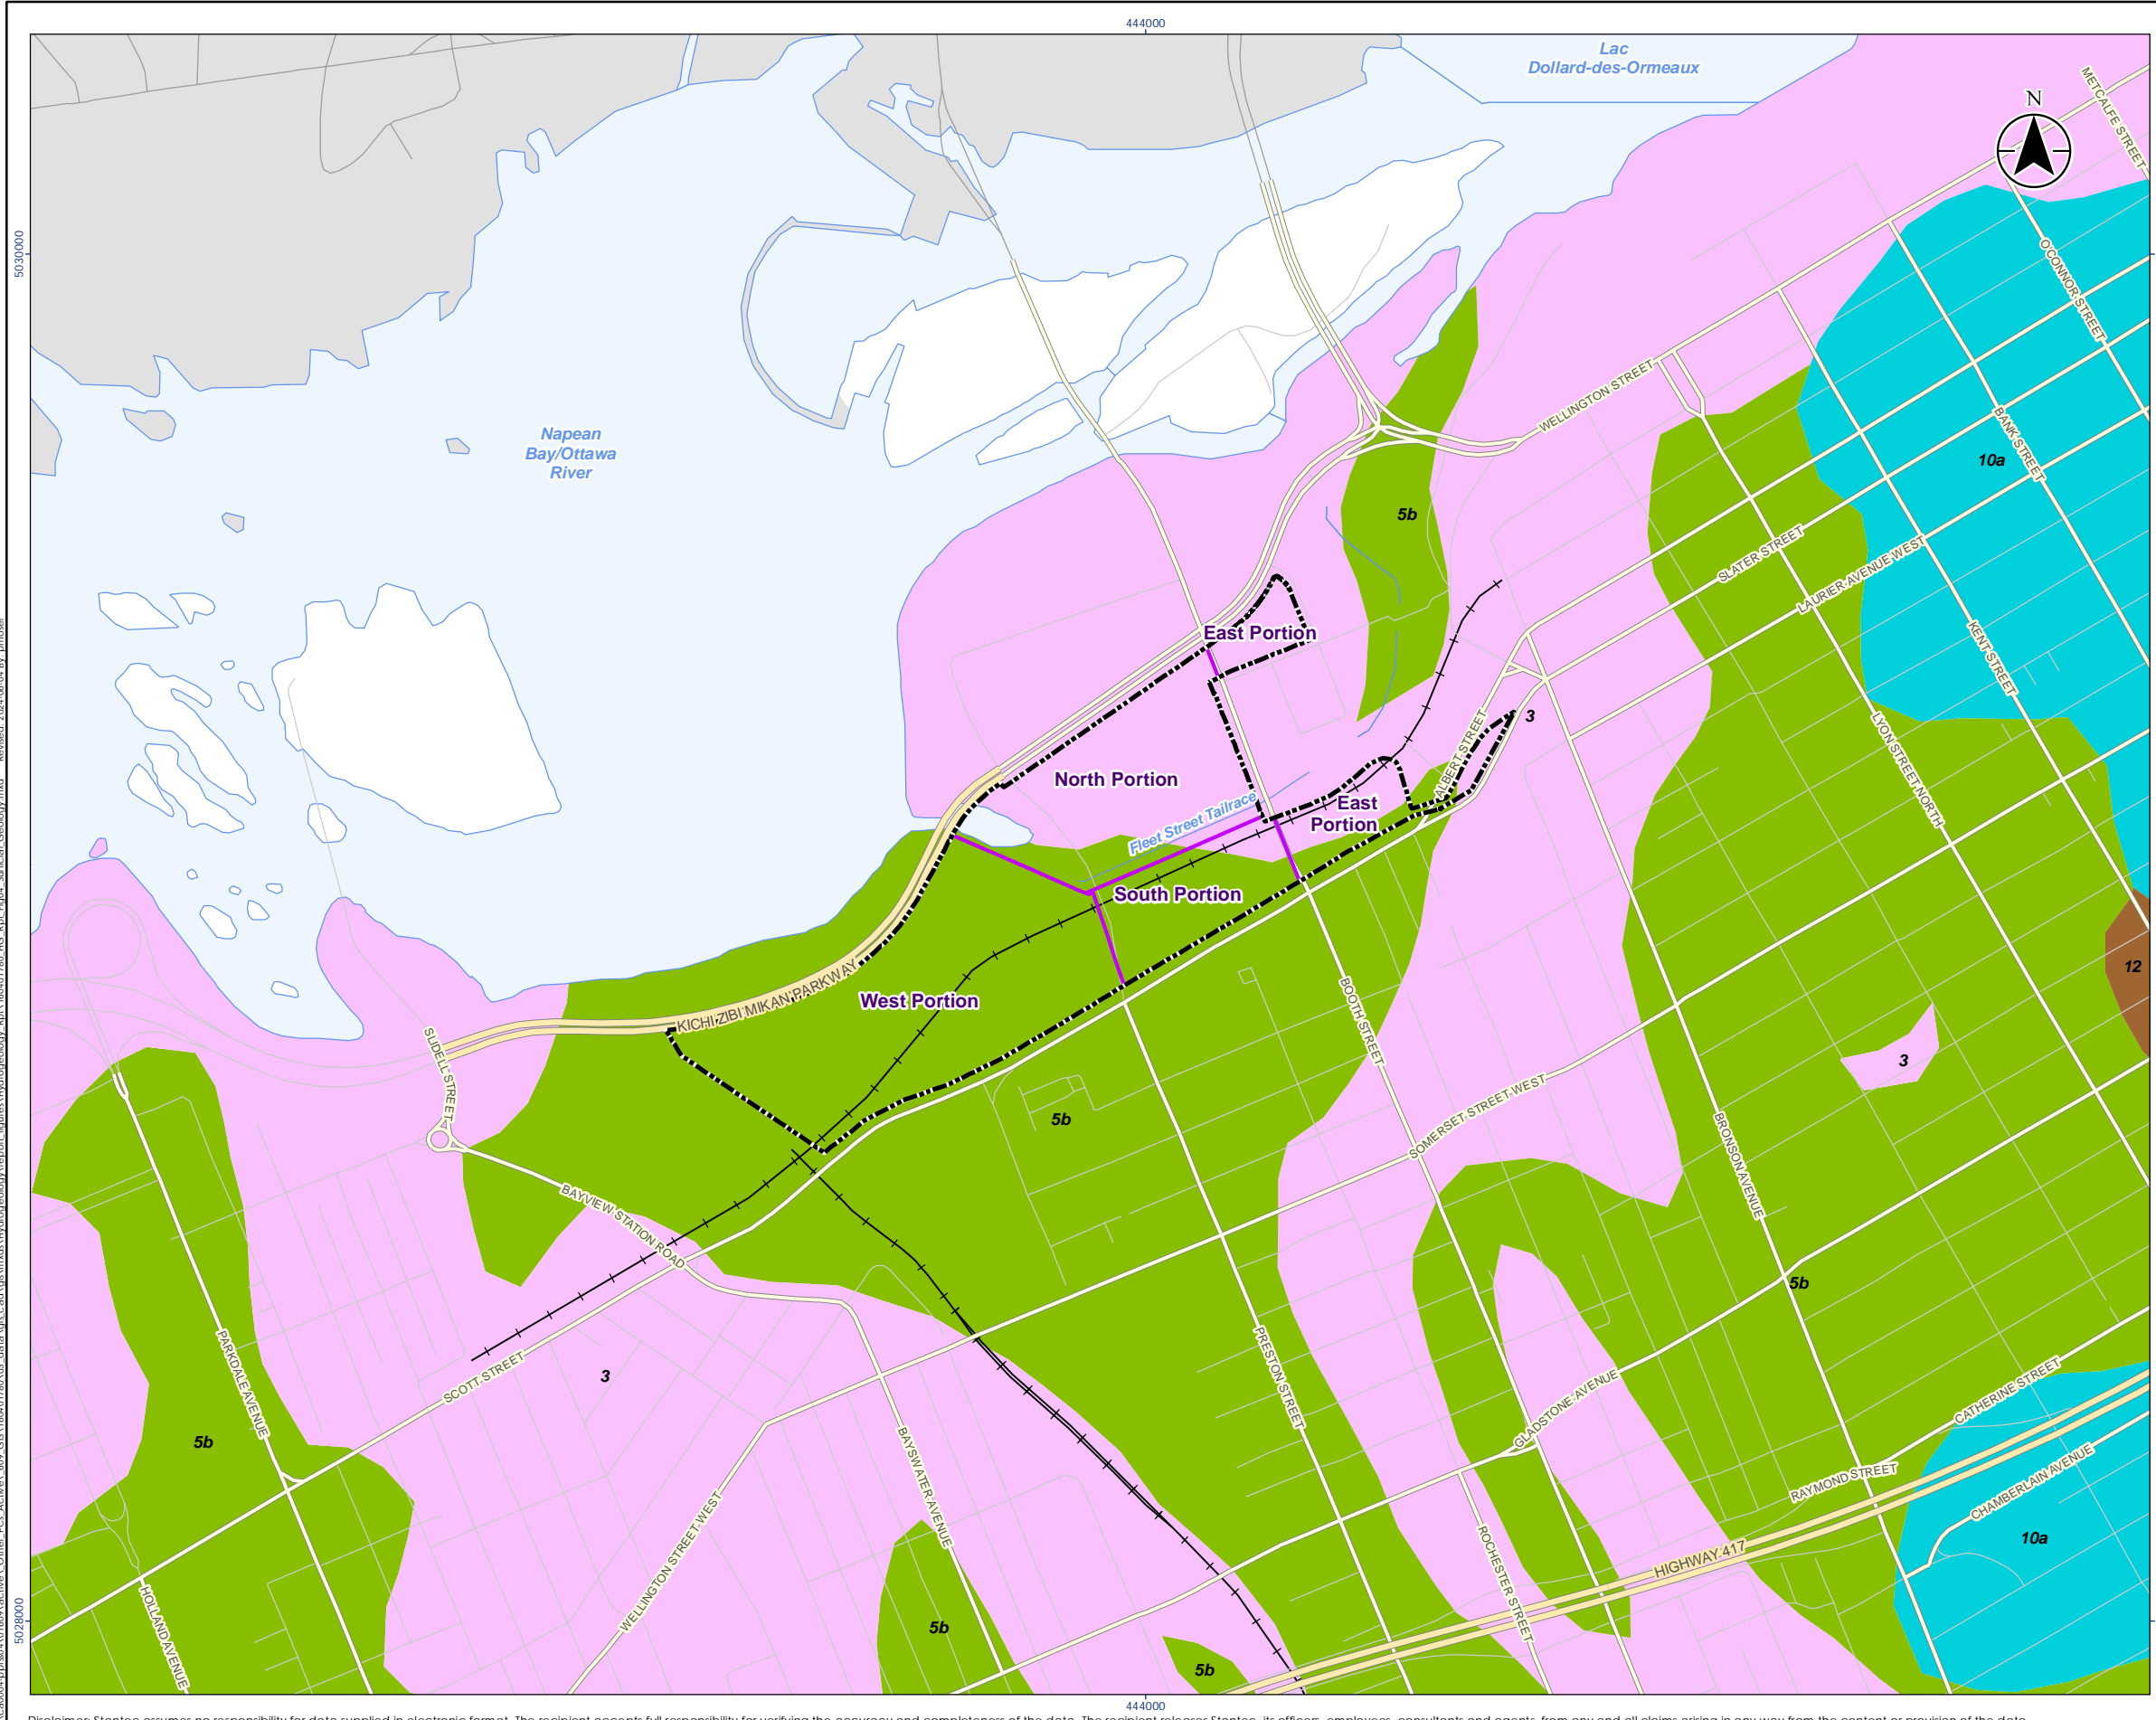 444000
Lac
Dollard-des-Ormeaux
N
METCALFE STREET
O'CONNOR STREET
5030000
WELLINGTON STREET
Napean
Bay/Ottawa
River
BANK STREET
10a
5b
SLATER STREET
LAURIER AVENUE WEST
KENT STREET
East Portion
3
ALBERT STREET
LYON STREET NORTH
North Portion
East
Portion
Fleet Street Tailrace
South Portion
12
KICHI ZIBI MIKAN PARKWAY
West Portion
BOOTH STREET
SLIDELL STREET
3
SOMERSET STREET WEST
5b
BRONSON AVENUE
BAYVIEW STATION ROAD
5b
PARKDALE AVENUE
SCOTT STREET
3
PRESTON STREET
GLADSTONE AVENUE
CATHERINE STREET
5b
BAYSWATER AVENUE
RAYMOND STREET
CHAMBERLAIN AVENUE
WELLINGTON STREET WEST
10a
HIGHWAY 417
ROCHESTER STREET
HOLLAND AVENUE
5b
5b
5028000
444000